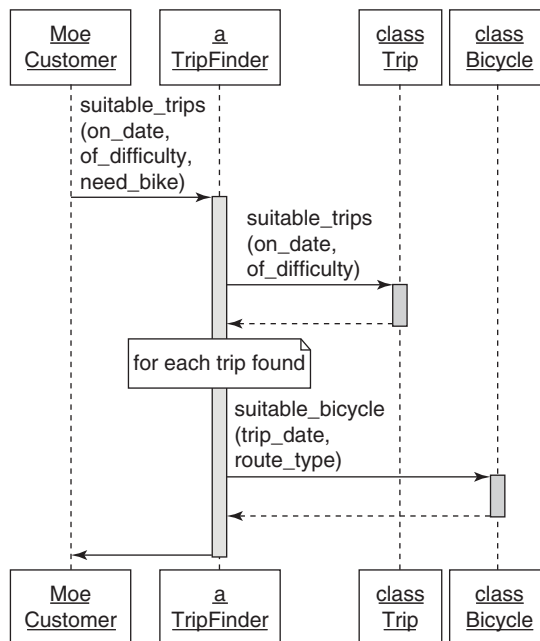 Moe
Customer
a
TripFinder
class
Trip
class
Bicycle
suitable_trips
(on_date,
of_difficulty,
need_bike)
suitable_trips
(on_date,
of_difficulty)
for each trip found
suitable_bicycle
(trip_date,
route_type)
Moe
Customer
a
TripFinder
class
Trip
class
Bicycle